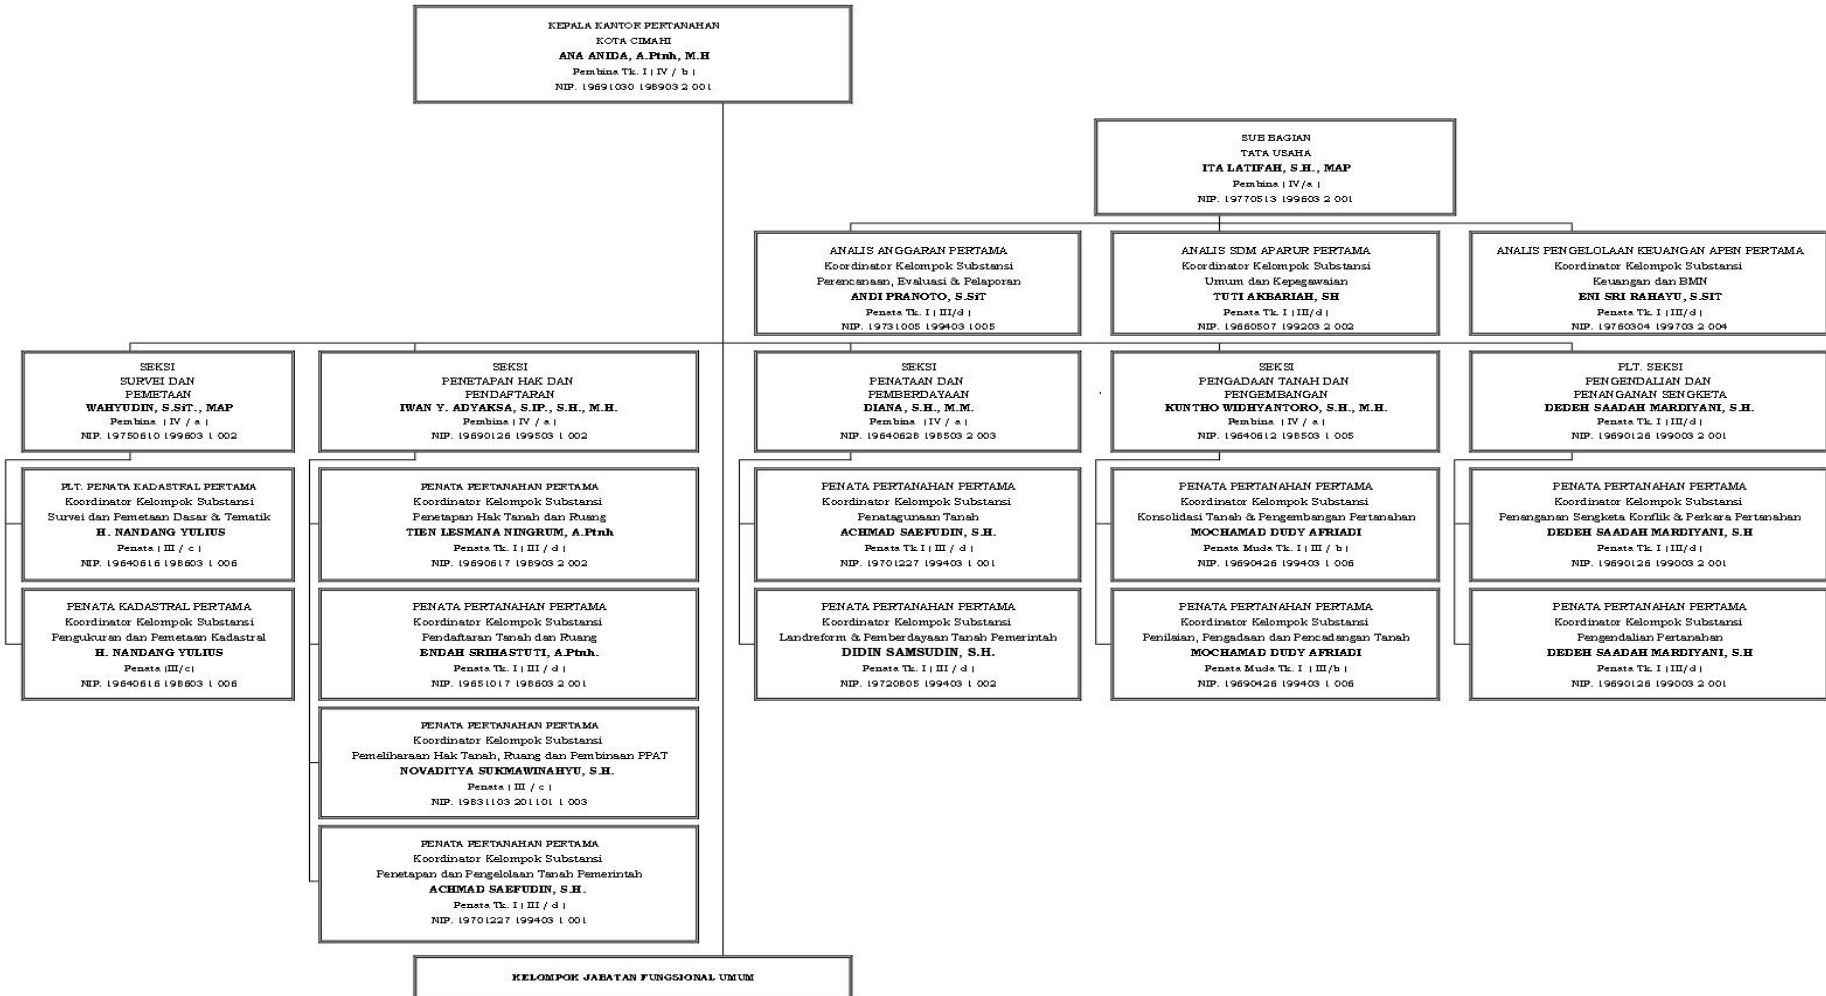 KEPALA KANTOR PERTANAHAN
KOTA CIMAHI
ANA ANIDA, A.Ptnh, M.H
Pembina Tk. I ( IV / b )
NIP. 19691030 198903 2 001
SUB BAGIAN
TATA USAHA
ITA LATIFAH, S.H., MAP
Pembina ( IV/a )
NIP. 19770513 199603 2 001
ANALIS ANGGARAN PERTAMA
Koordinator Kelompok Substansi
Perencanaan, Evaluasi & Pelaporan
ANDI PRANOTO, S.SiT
Penata Tk. I ( III/d )
NIP. 19731005 199403 1005
ANALIS SDM APARUR PERTAMA
Koordinator Kelompok Substansi
Umum dan Kepegawaian
TUTI AKBARIAH, SH
Penata Tk. I ( III/d )
NIP. 19660507 199203 2 002
ANALIS PENGELOLAAN KEUANGAN APBN PERTAMA
Koordinator Kelompok Substansi
Keuangan dan BMN
ENI SRI RAHAYU, S.SIT
Penata Tk. I ( III/d )
NIP. 19760304 199703 2 004
SEKSI
SURVEI DAN
PEMETAAN
WAHYUDIN, S.SiT., MAP
Pembina ( IV / a )
NIP. 19750610 199603 1 002
SEKSI
PENETAPAN HAK DAN
PENDAFTARAN
IWAN Y. ADYAKSA, S.IP., S.H., M.H.
Pembina ( IV / a )
NIP. 19690126 199503 1 002
SEKSI
PENATAAN DAN
PEMBERDAYAAN
DIANA, S.H., M.M.
Pembina ( IV / a )
NIP. 19640628 198503 2 003
SEKSI
PENGADAAN TANAH DAN
PENGEMBANGAN
KUNTHO WIDHYANTORO, S.H., M.H.
Pembina ( IV / a )
NIP. 19640612 198503 1 005
PLT. SEKSI
PENGENDALIAN DAN
PENANGANAN SENGKETA
DEDEH SAADAH MARDIYANI, S.H.
Penata Tk. I ( III/d )
NIP. 19690126 199003 2 001
PLT. PENATA KADASTRAL PERTAMA
Koordinator Kelompok Substansi
Survei dan Pemetaan Dasar & Tematik
H. NANDANG YULIUS
Penata ( III / c )
NIP. 19640616 198603 1 006
PENATA PERTANAHAN PERTAMA
Koordinator Kelompok Substansi
Penetapan Hak Tanah dan Ruang
TIEN LESMANA NINGRUM, A.Ptnh
Penata Tk. I ( III / d )
NIP. 19690617 198903 2 002
PENATA PERTANAHAN PERTAMA
Koordinator Kelompok Substansi
Penatagunaan Tanah
ACHMAD SAEFUDIN, S.H.
Penata Tk I ( III / d )
NIP. 19701227 199403 1 001
PENATA PERTANAHAN PERTAMA
Koordinator Kelompok Substansi
Konsolidasi Tanah & Pengembangan Pertanahan
MOCHAMAD DUDY AFRIADI
Penata Muda Tk. I ( III / b )
NIP. 19690426 199403 1 006
PENATA PERTANAHAN PERTAMA
Koordinator Kelompok Substansi
Penanganan Sengketa Konflik & Perkara Pertanahan
DEDEH SAADAH MARDIYANI, S.H
Penata Tk. I ( III/d )
NIP. 19690126 199003 2 001
PENATA KADASTRAL PERTAMA
Koordinator Kelompok Substansi
Pengukuran dan Pemetaan Kadastral
H. NANDANG YULIUS
Penata (III/c)
NIP. 19640616 198603 1 006
PENATA PERTANAHAN PERTAMA
Koordinator Kelompok Substansi
Pendaftaran Tanah dan Ruang
ENDAH SRIHASTUTI, A.Ptnh.
Penata Tk. I ( III / d )
NIP. 19651017 198603 2 001
PENATA PERTANAHAN PERTAMA
Koordinator Kelompok Substansi
Landreform & Pemberdayaan Tanah Pemerintah
DIDIN SAMSUDIN, S.H.
Penata Tk. I ( III / d )
NIP. 19720805 199403 1 002
PENATA PERTANAHAN PERTAMA
Koordinator Kelompok Substansi
Penilaian, Pengadaan dan Pencadangan Tanah
MOCHAMAD DUDY AFRIADI
Penata Muda Tk. I ( III/b )
NIP. 19690426 199403 1 006
PENATA PERTANAHAN PERTAMA
Koordinator Kelompok Substansi
Pengendalian Pertanahan
DEDEH SAADAH MARDIYANI, S.H
Penata Tk. I ( III/d )
NIP. 19690126 199003 2 001
PENATA PERTANAHAN PERTAMA
Koordinator Kelompok Substansi
Pemeliharaan Hak Tanah, Ruang dan Pembinaan PPAT
NOVADITYA SUKMAWINAHYU, S.H.
Penata ( III / c )
NIP. 19831103 201101 1 003
PENATA PERTANAHAN PERTAMA
Koordinator Kelompok Substansi
Penetapan dan Pengelolaan Tanah Pemerintah
ACHMAD SAEFUDIN, S.H.
Penata Tk. I ( III / d )
NIP. 19701227 199403 1 001
KELOMPOK JABATAN FUNGSIONAL UMUM